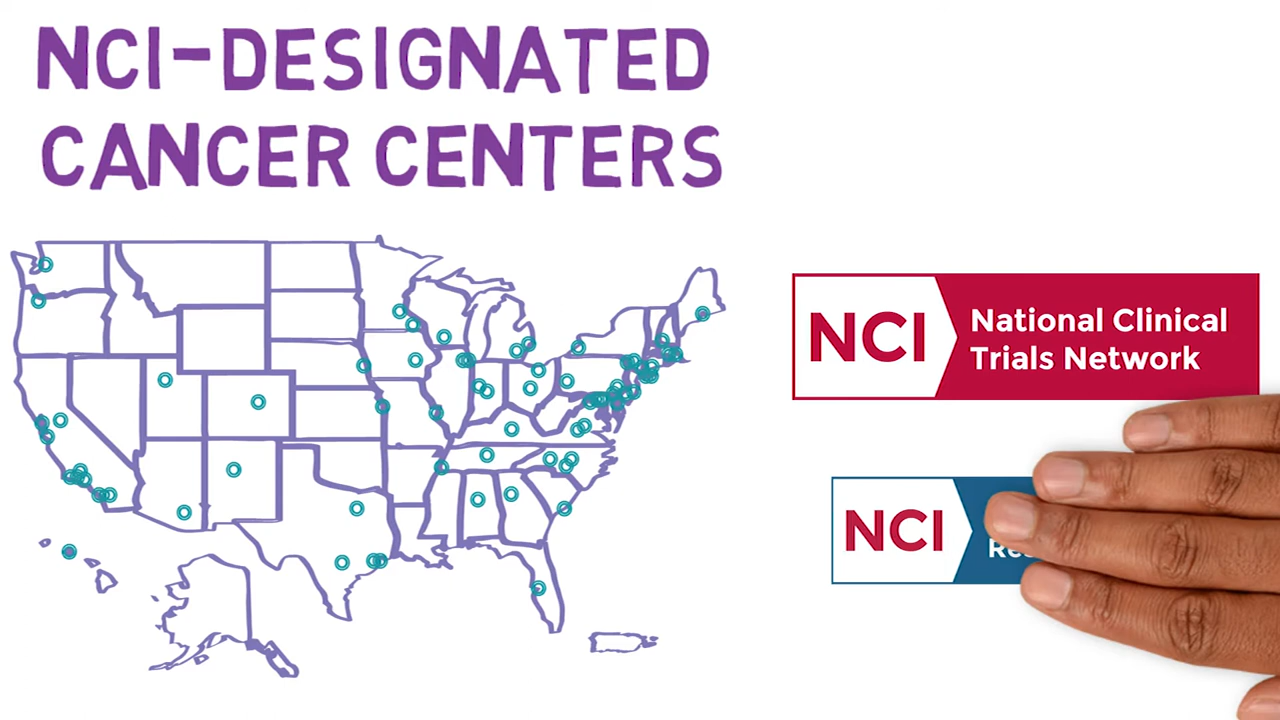 NCI-DESIGNATED
CANCER CENTERS
NCI
National Clinical
Trials Network
NCI